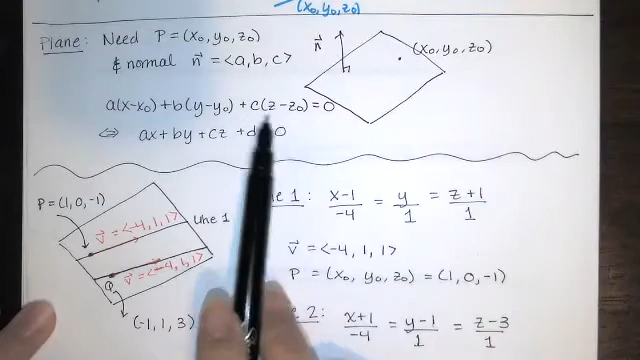 (x₀, y₀, z₀)
Plane: Need P = (x₀, y₀, z₀)
& normal n⃗ = <a, b, c>
n⃗
(x₀, y₀, z₀)
a(x-x₀) + b(y-y₀) + c(z-z₀) = 0
⇔ ax + by + cz + d 0
P = (1, 0, -1)
v⃗ = <-4, 1, 1>
Line 1
v⃗ = <-4, 1, 1>
Q
(-1, 1, 3)
1: x-1/-4 = y/1 = z+1/1
v⃗ = <-4, 1, 1>
P = (x₀, y₀, z₀) = (1, 0, -1)
2: x+1/-4 = y-1/1 = z-3/1